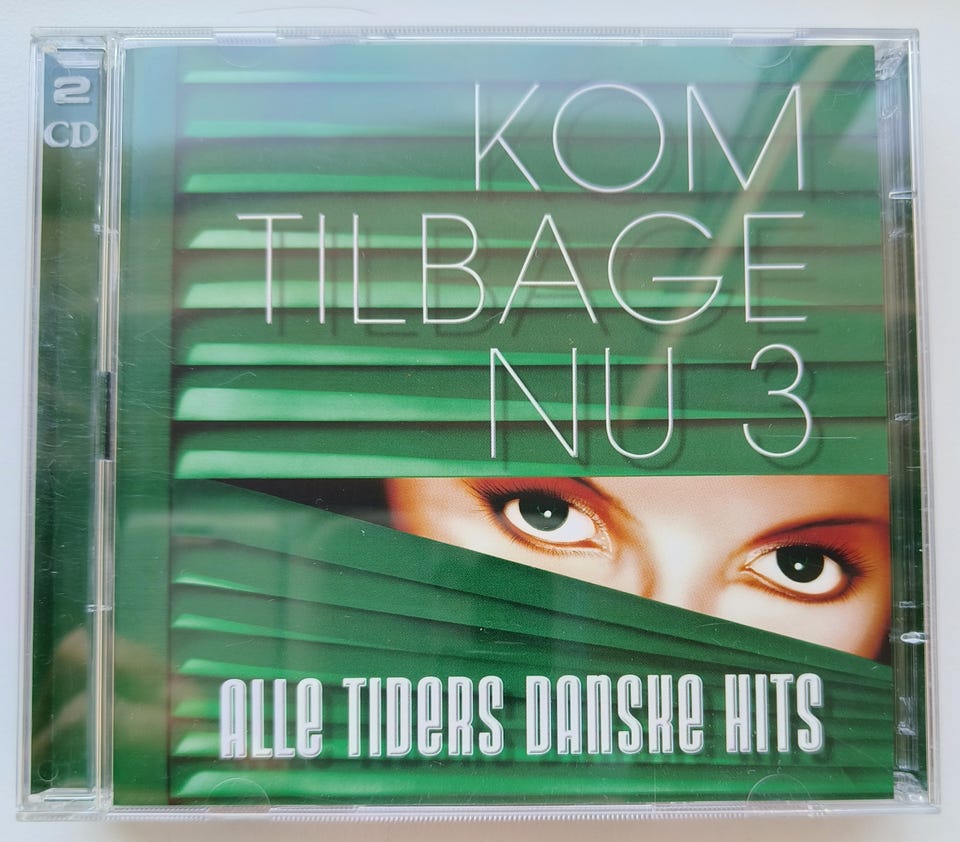 2
CD
KOM
TILBAGE
NU 3
ALLE TIDERS DANSKE HITS